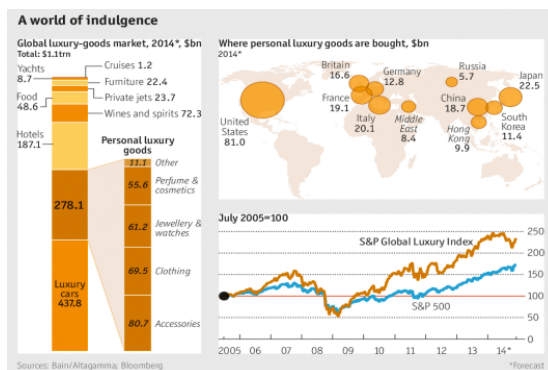 A world of indulgence
Global luxury-goods market, 2014*, $bn
Total: $1.1trn
Yachts
8.7
Cruises 1.2
Furniture 22.4
Private jets 23.7
Food
48.6
Wines and spirits 72.3
Hotels
187.1
278.1
Luxury
cars
437.8
Personal luxury
goods
11.1 Other
55.6 Perfume &
cosmetics
61.2 Jewellery &
watches
69.5 Clothing
80.7 Accessories
Where personal luxury goods are bought, $bn
2014*
United
States
81.0
Britain
16.6
France
19.1
Germany
12.8
Italy
20.1
Middle
East
8.4
Russia
5.7
China
18.7
Hong
Kong
9.9
Japan
22.5
South
Korea
11.4
July 2005=100
S&P Global Luxury Index
S&P 500
250
200
150
100
50
0
2005 06 07 08 09 10 11 12 13 14*
Sources: Bain/Altagamma; Bloomberg
*Forecast